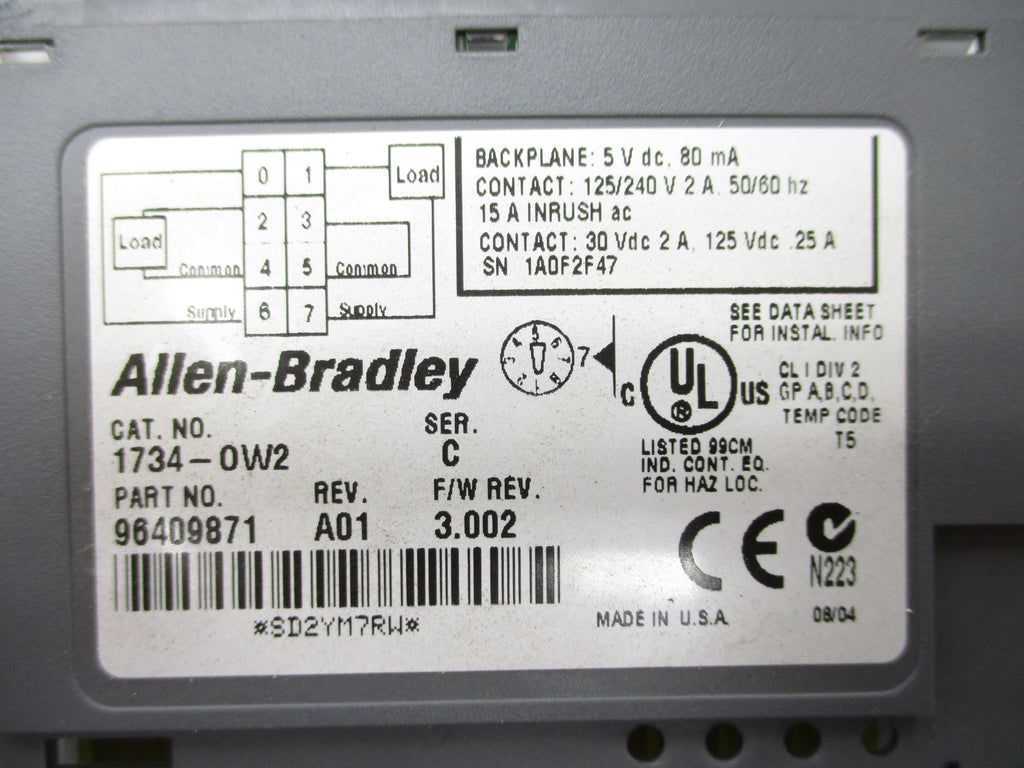 0 1
Load
2 3
Load
Common 4 5 Common
Supply 6 7 Supply
BACKPLANE: 5 V dc, 80 mA
CONTACT: 125/240 V 2 A, 50/60 hz
15 A INRUSH ac
CONTACT: 30 Vdc 2 A, 125 Vdc .25 A
SN 1A0F2F47
SEE DATA SHEET
FOR INSTAL. INFO
Allen-Bradley
7
C UL US
®
CL I DIV 2
GP A,B,C,D,
TEMP CODE
T5
CAT. NO. SER.
1734-OW2 C
LISTED 99CM
IND. CONT. EQ.
FOR HAZ LOC.
PART NO. REV. F/W REV.
96409871 A01 3.002
CE
N223
*SD2YM7RW*
MADE IN U.S.A.
08/04